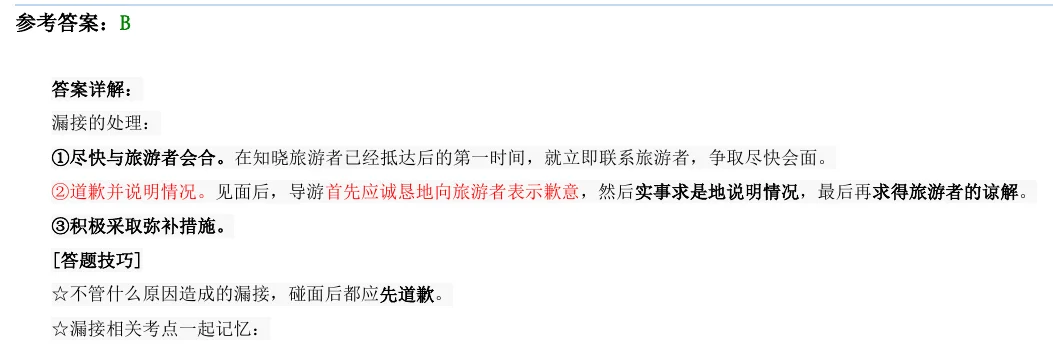 参考答案：B
答案详解：
漏接的处理：
①尽快与旅游者会合。在知晓旅游者已经抵达后的第一时间，就立即联系旅游者，争取尽快会面。
②道歉并说明情况。见面后，导游首先应诚恳地向旅游者表示歉意，然后实事求是地说明情况，最后再求得旅游者的谅解。
③积极采取弥补措施。
[答题技巧]
☆不管什么原因造成的漏接，碰面后都应先道歉。
☆漏接相关考点一起记忆：